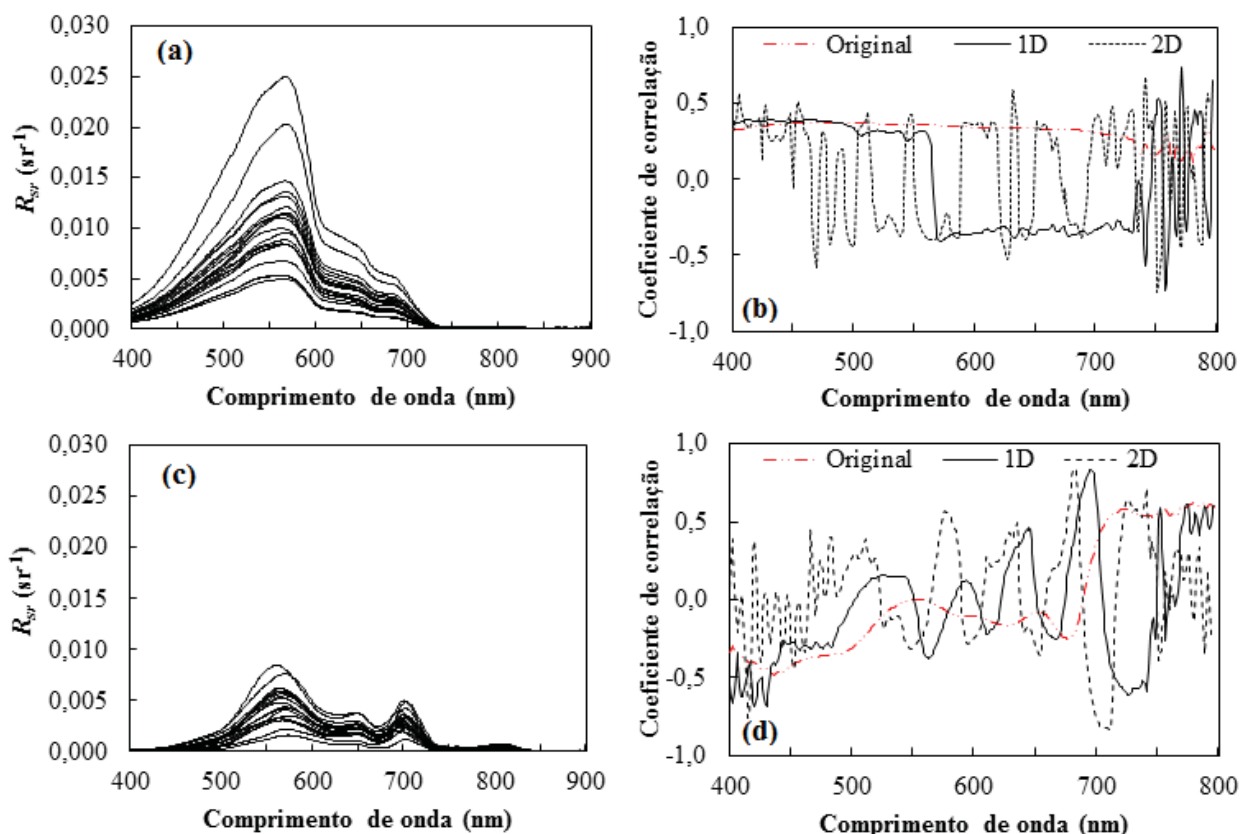 (a)
R_sr (sr⁻¹)
0,030
0,025
0,020
0,015
0,010
0,005
0,000
400 500 600 700 800 900
Comprimento de onda (nm)
(b)
Original 1D 2D
Coeficiente de correlação
1,0
0,5
0,0
-0,5
-1,0
400 500 600 700 800
Comprimento de onda (nm)
(c)
R_sr (sr⁻¹)
0,030
0,025
0,020
0,015
0,010
0,005
0,000
400 500 600 700 800 900
Comprimento de onda (nm)
(d)
Original 1D 2D
Coeficiente de correlação
1,0
0,5
0,0
-0,5
-1,0
400 500 600 700 800
Comprimento de onda (nm)